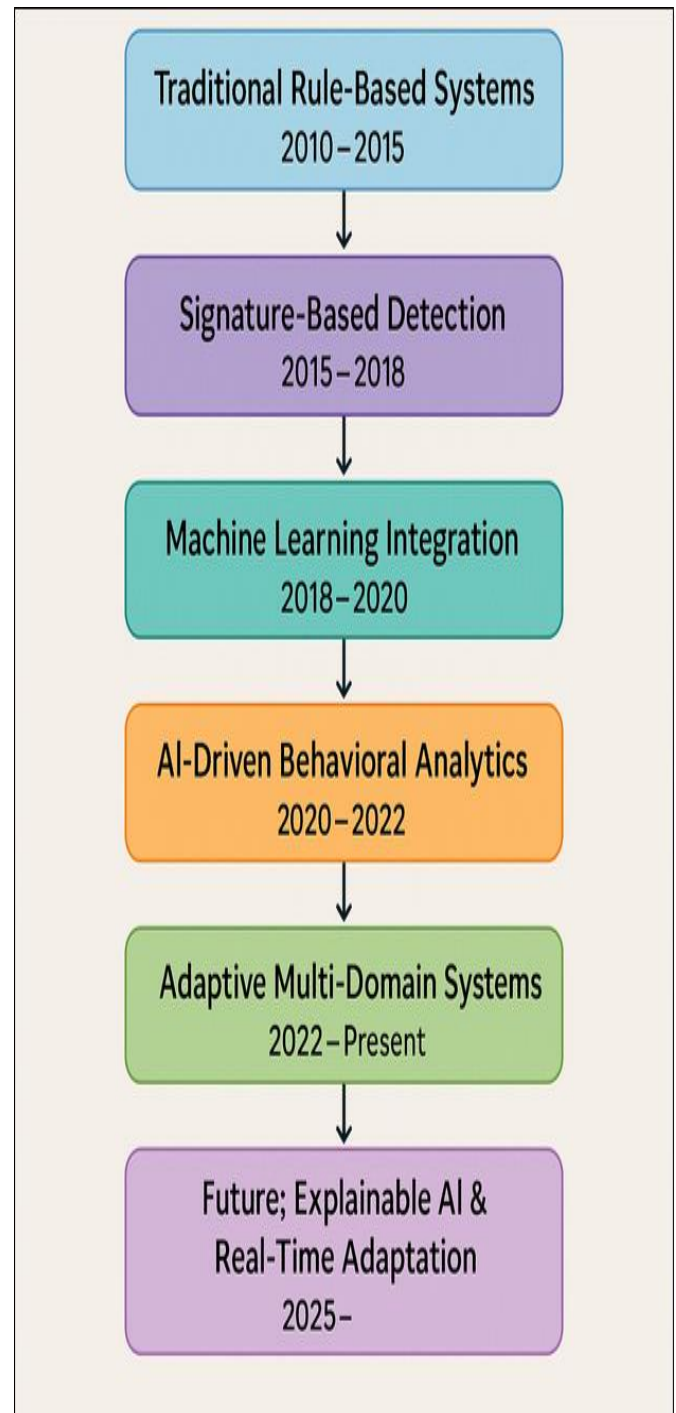 Traditional Rule-Based Systems
2010–2015
Signature-Based Detection
2015–2018
Machine Learning Integration
2018–2020
AI-Driven Behavioral Analytics
2020–2022
Adaptive Multi-Domain Systems
2022–Present
Future; Explainable AI &
Real-Time Adaptation
2025–